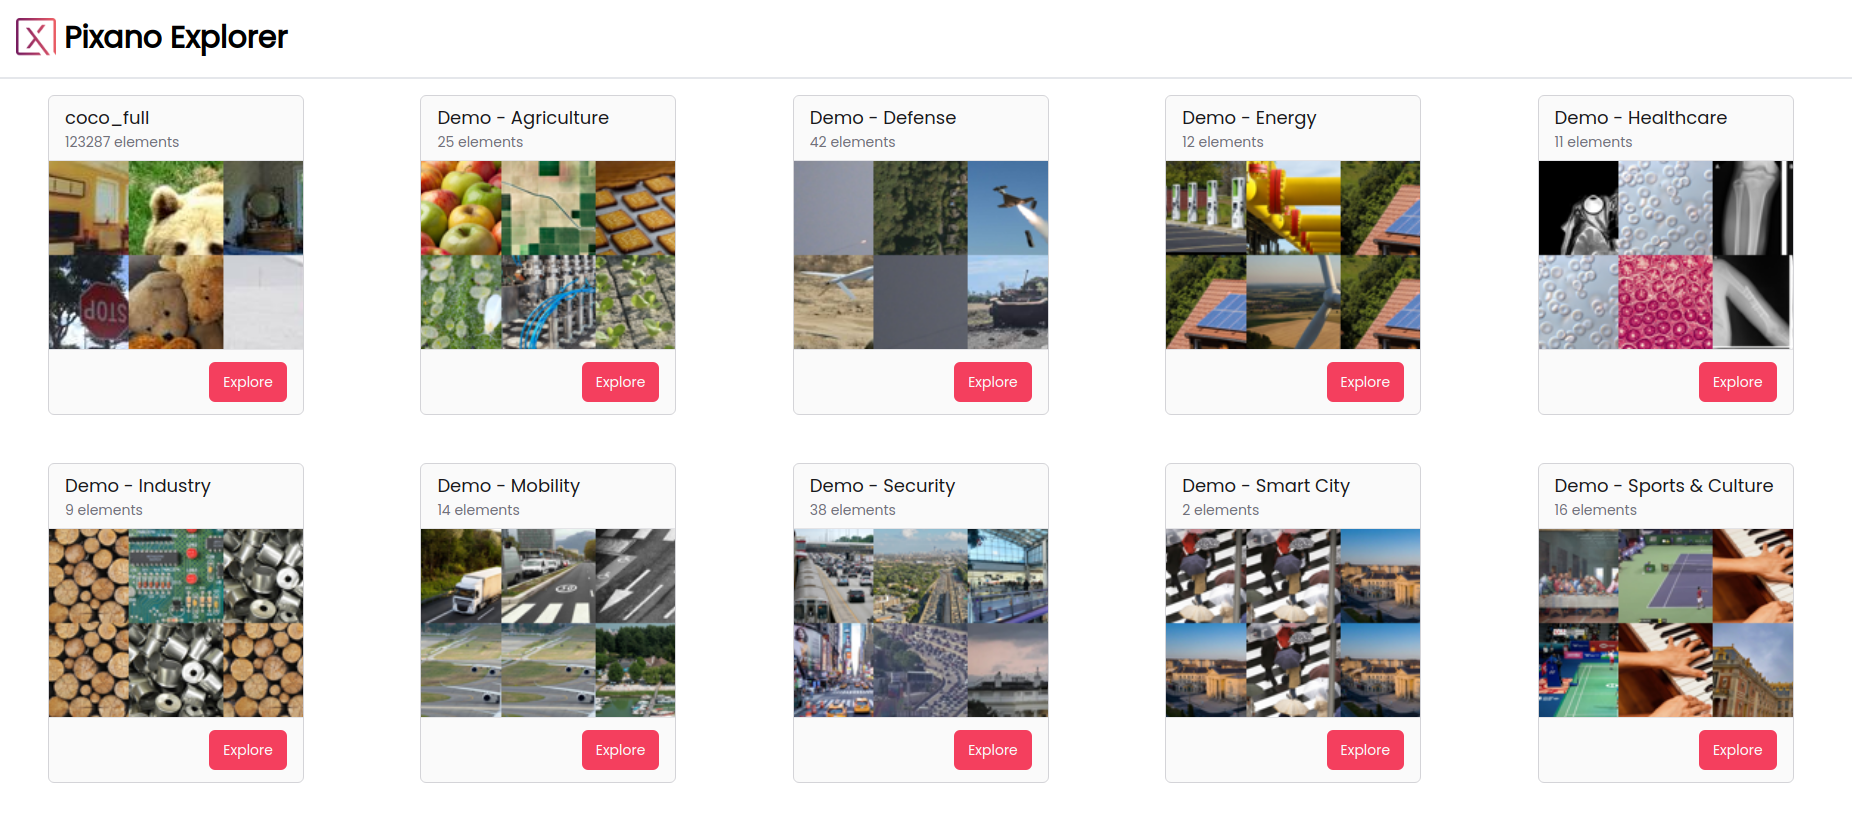 Pixano Explorer
coco_full
123287 elements
STOP
Explore
Demo - Agriculture
25 elements
Explore
Demo - Defense
42 elements
Explore
Demo - Energy
12 elements
Explore
Demo - Healthcare
11 elements
Explore
Demo - Industry
9 elements
Explore
Demo - Mobility
14 elements
Explore
Demo - Security
38 elements
Explore
Demo - Smart City
2 elements
Explore
Demo - Sports & Culture
16 elements
Explore